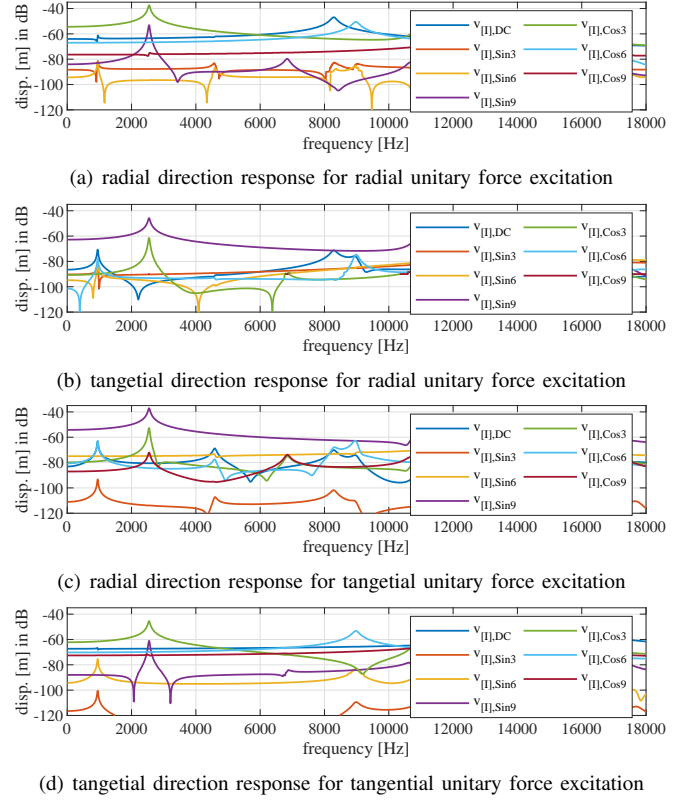 disp. [m] in dB
-40
-60
-80
-100
-120
v[I],DC
v[I],Cos3
v[I],Sin3
v[I],Cos6
v[I],Sin6
v[I],Cos9
v[I],Sin9
0 2000 4000 6000 8000 10000 12000 14000 16000 18000
frequency [Hz]
(a) radial direction response for radial unitary force excitation
disp. [m] in dB
-40
-60
-80
-100
-120
v[I],DC
v[I],Cos3
v[I],Sin3
v[I],Cos6
v[I],Sin6
v[I],Cos9
v[I],Sin9
0 2000 4000 6000 8000 10000 12000 14000 16000 18000
frequency [Hz]
(b) tangetial direction response for radial unitary force excitation
disp. [m] in dB
-40
-60
-80
-100
-120
v[I],DC
v[I],Cos3
v[I],Sin3
v[I],Cos6
v[I],Sin6
v[I],Cos9
v[I],Sin9
0 2000 4000 6000 8000 10000 12000 14000 16000 18000
frequency [Hz]
(c) radial direction response for tangetial unitary force excitation
disp. [m] in dB
-40
-60
-80
-100
-120
v[I],DC
v[I],Cos3
v[I],Sin3
v[I],Cos6
v[I],Sin6
v[I],Cos9
v[I],Sin9
0 2000 4000 6000 8000 10000 12000 14000 16000 18000
frequency [Hz]
(d) tangetial direction response for tangential unitary force excitation